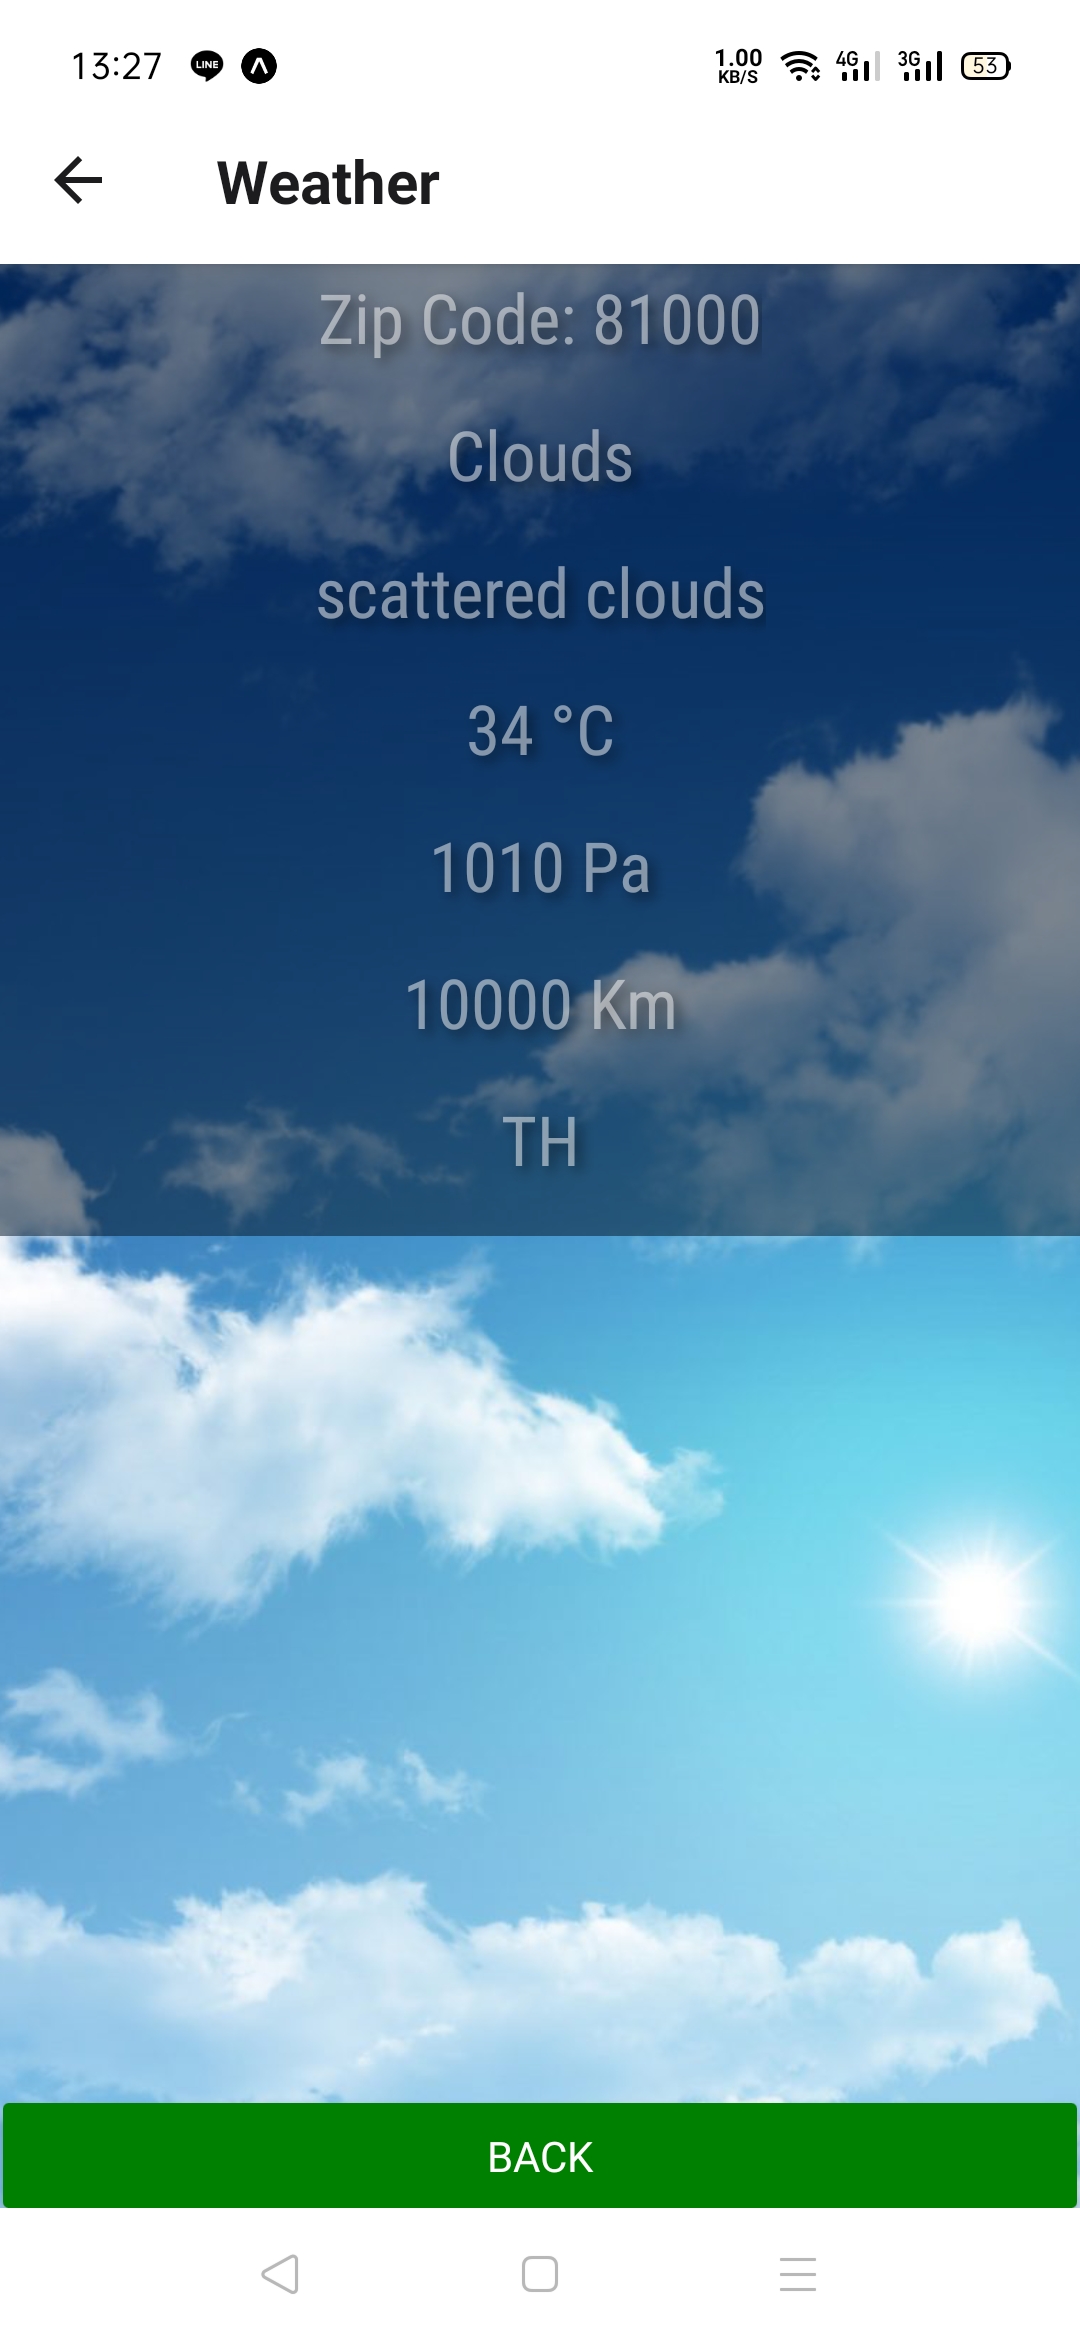 13:27 LINE 1.00 KB/S 4G 3G 53
Weather
Zip Code: 81000
Clouds
scattered clouds
34 °C
1010 Pa
10000 Km
TH
BACK